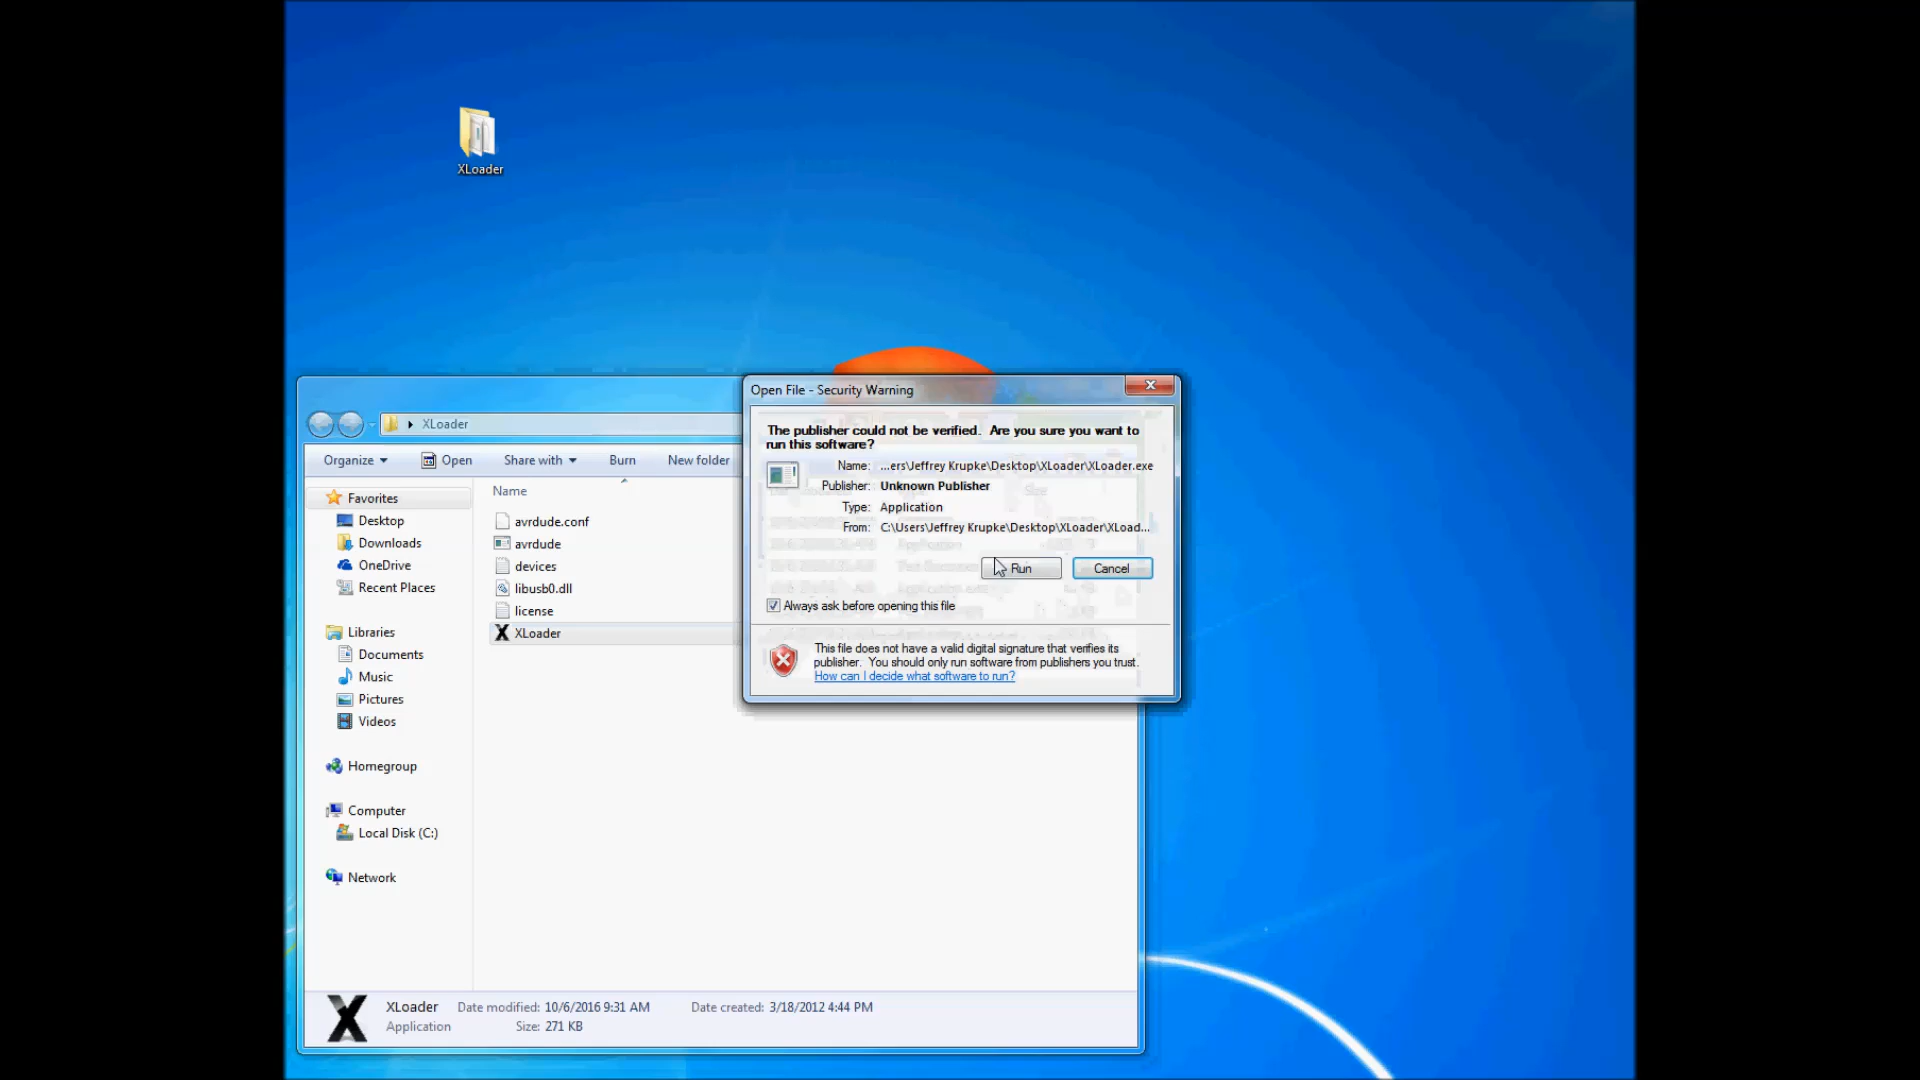 XLoader
XLoader
Organize
Open
Share with
Burn
New folder
Favorites
Desktop
Downloads
OneDrive
Recent Places
Libraries
Documents
Music
Pictures
Videos
Homegroup
Computer
Local Disk (C:)
Network
Name
avrdude.conf
avrdude
devices
libusb0.dll
license
XLoader
Open File - Security Warning
The publisher could not be verified. Are you sure you want to
run this software?
Name: ...ers\Jeffrey Krupke\Desktop\XLoader\XLoader.exe
Publisher: Unknown Publisher
Type: Application
From: C:\Users\Jeffrey Krupke\Desktop\XLoader\XLoad...
Run
Cancel
Always ask before opening this file
This file does not have a valid digital signature that verifies its
publisher. You should only run software from publishers you trust.
How can I decide what software to run?
XLoader Date modified: 10/6/2016 9:31 AM Date created: 3/18/2012 4:44 PM
Application Size: 271 KB